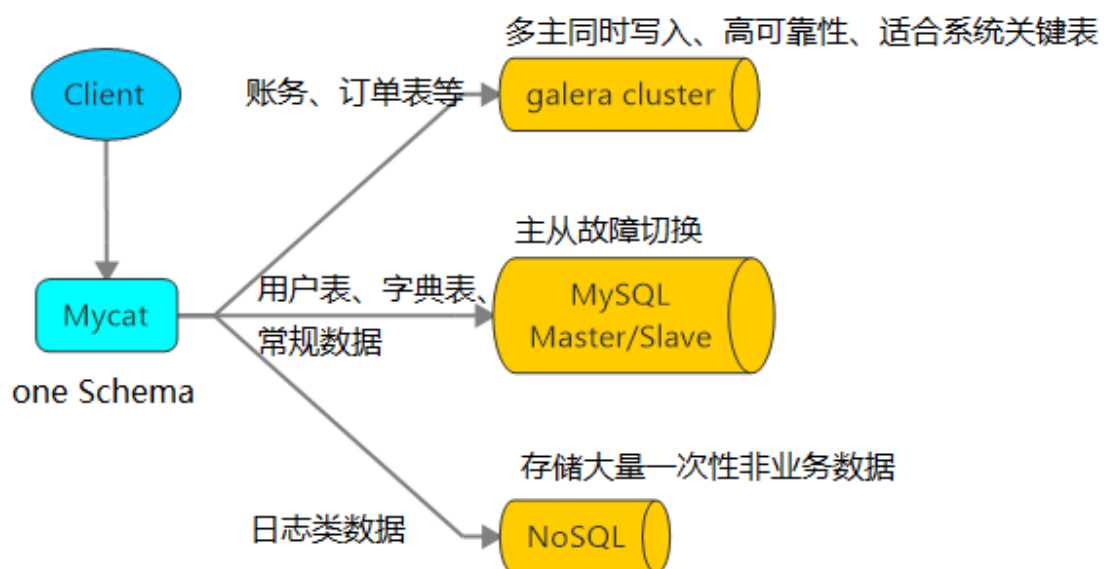 多主同时写入、高可靠性、适合系统关键表
Client
账务、订单表等
galera cluster
主从故障切换
用户表、字典表、
常规数据
MySQL
Master/Slave
Mycat
one Schema
存储大量一次性非业务数据
日志类数据
NoSQL